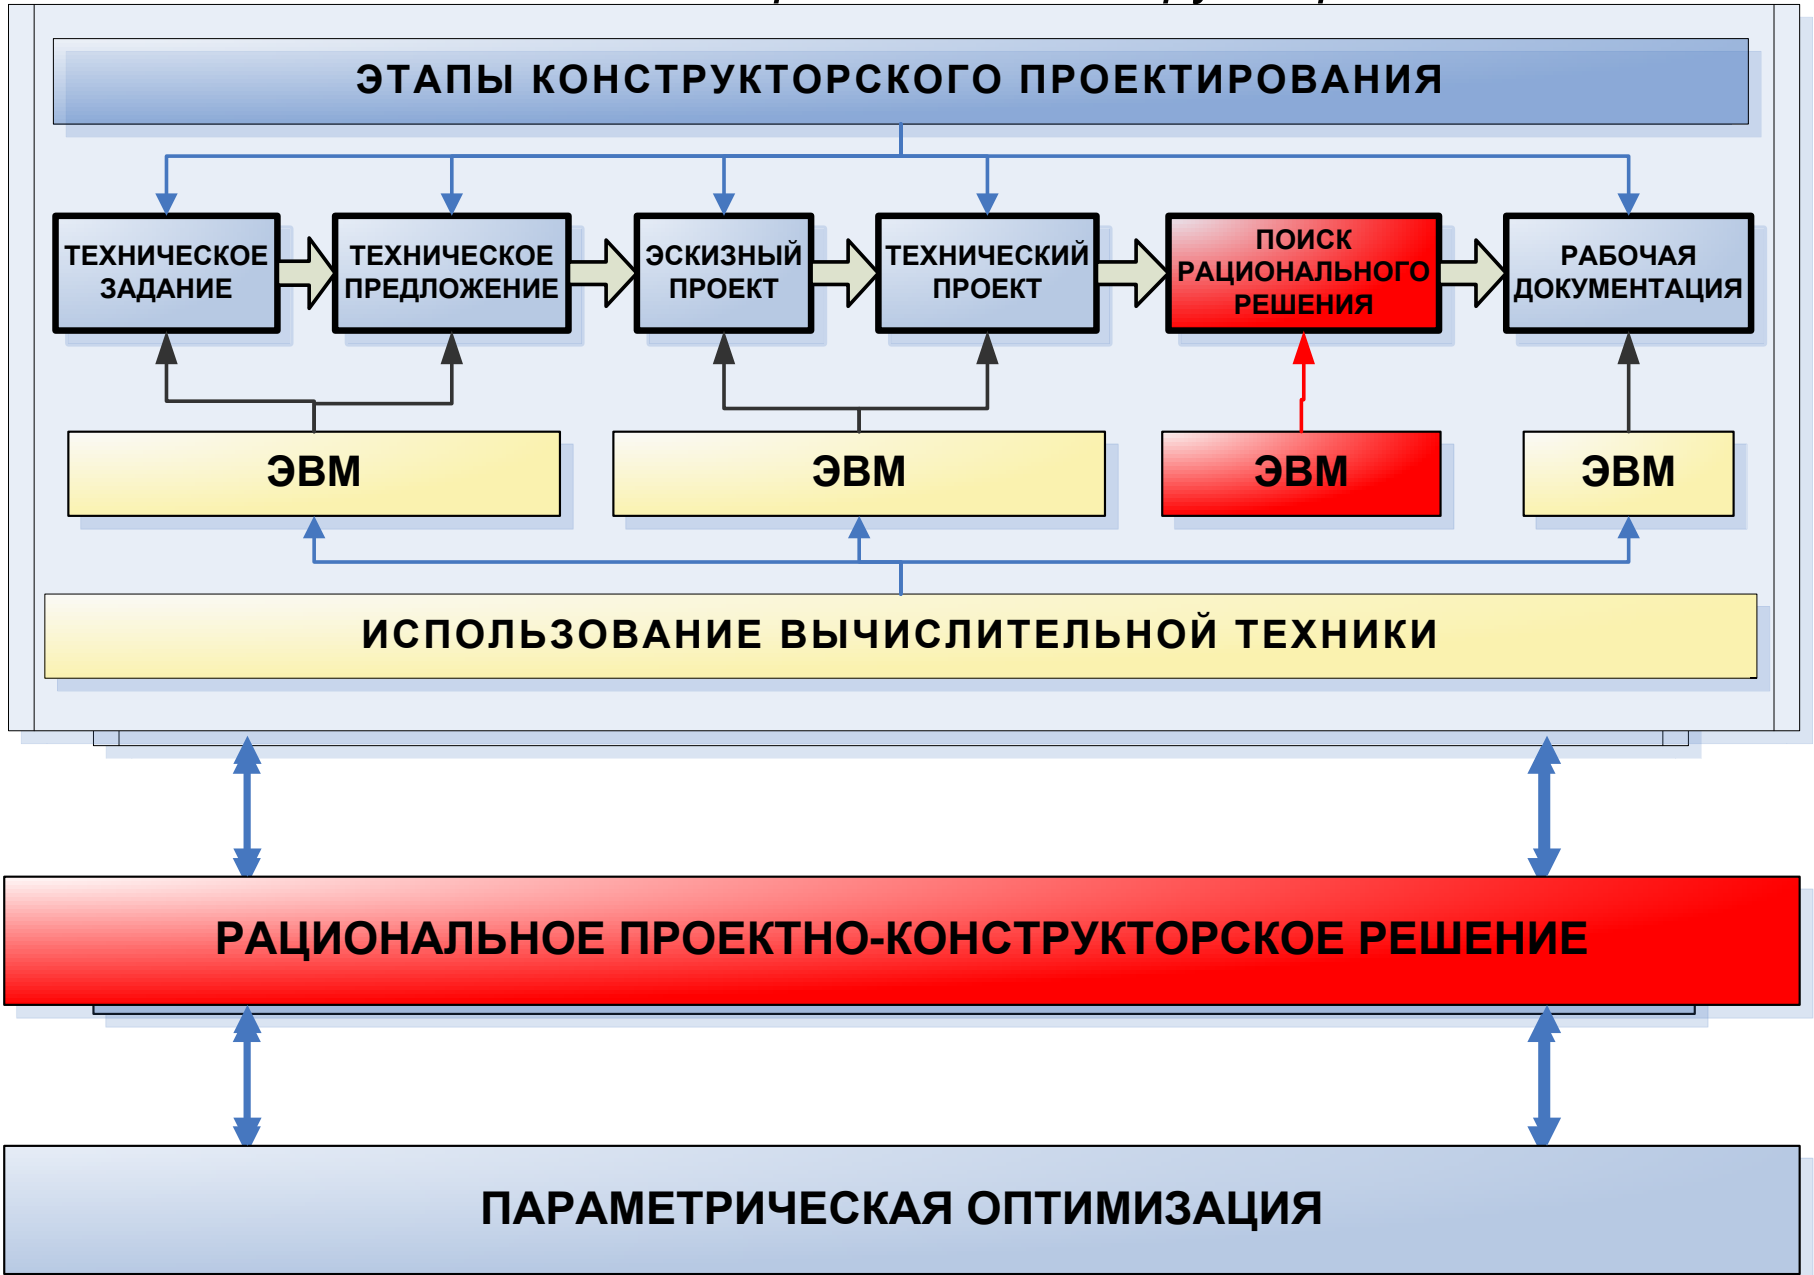 ЭТАПЫ КОНСТРУКТОРСКОГО ПРОЕКТИРОВАНИЯ
ТЕХНИЧЕСКОЕ
ЗАДАНИЕ
ТЕХНИЧЕСКОЕ
ПРЕДЛОЖЕНИЕ
ЭСКИЗНЫЙ
ПРОЕКТ
ТЕХНИЧЕСКИЙ
ПРОЕКТ
ПОИСК
РАЦИОНАЛЬНОГО
РЕШЕНИЯ
РАБОЧАЯ
ДОКУМЕНТАЦИЯ
ЭВМ
ЭВМ
ЭВМ
ЭВМ
ИСПОЛЬЗОВАНИЕ ВЫЧИСЛИТЕЛЬНОЙ ТЕХНИКИ
РАЦИОНАЛЬНОЕ ПРОЕКТНО-КОНСТРУКТОРСКОЕ РЕШЕНИЕ
ПАРАМЕТРИЧЕСКАЯ ОПТИМИЗАЦИЯ